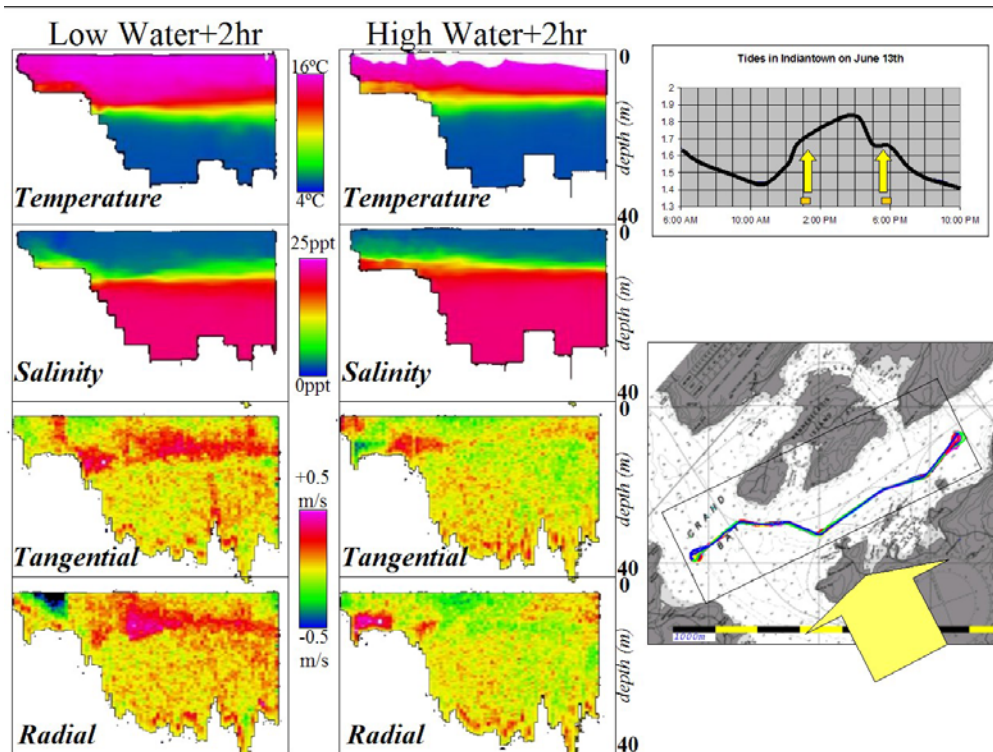 Low Water+2hr
High Water+2hr
16ºC
4ºC
Temperature
0
depth (m)
40
Tides in Indiantown on June 13th
2
1.9
1.8
1.7
1.6
1.5
1.4
1.3
6:00 AM
10:00 AM
2:00 PM
6:00 PM
10:00 PM
Temperature
25ppt
0ppt
Salinity
Salinity
0
depth (m)
40
+0.5
m/s
Tangential
Tangential
0
depth (m)
40
-0.5
m/s
Radial
Radial
0
depth (m)
40
GRAND
BA
1000m